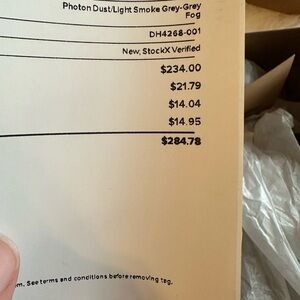 Photon Dust/Light Smoke Grey-Grey
Fog
DH4268-001
New, StockX Verified
$234.00
$21.79
$14.04
$14.95
$284.78
om. See terms and conditions before removing tag.